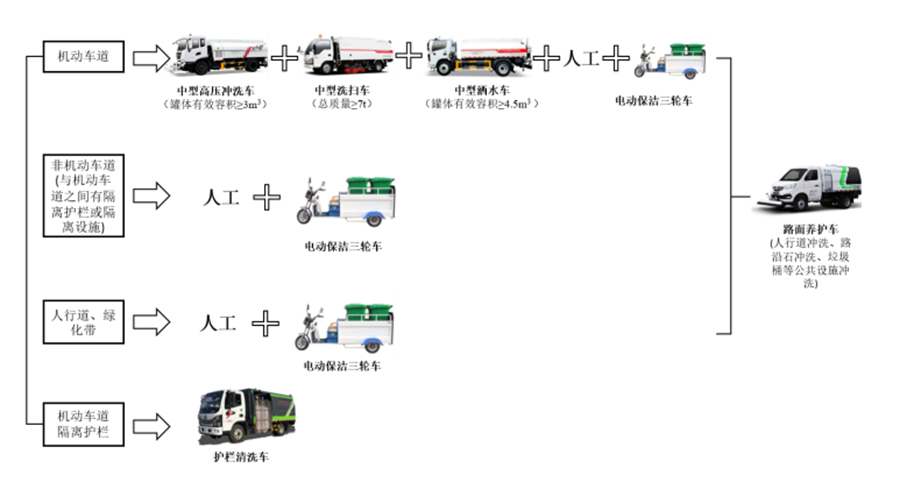 机动车道
人工
中型高压冲洗车
(罐体有效容积≥3m³)
中型洗扫车
(总质量≥7t)
中型洒水车
(罐体有效容积≥4.5m³)
电动保洁三轮车
非机动车道
(与机动车
道之间有隔
离护栏或隔
离设施)
人工
电动保洁三轮车
路面养护车
(人行道冲洗、路
沿石冲洗、垃圾
桶等公共设施冲
洗)
人行道、绿
化带
人工
电动保洁三轮车
机动车道
隔离护栏
护栏清洗车